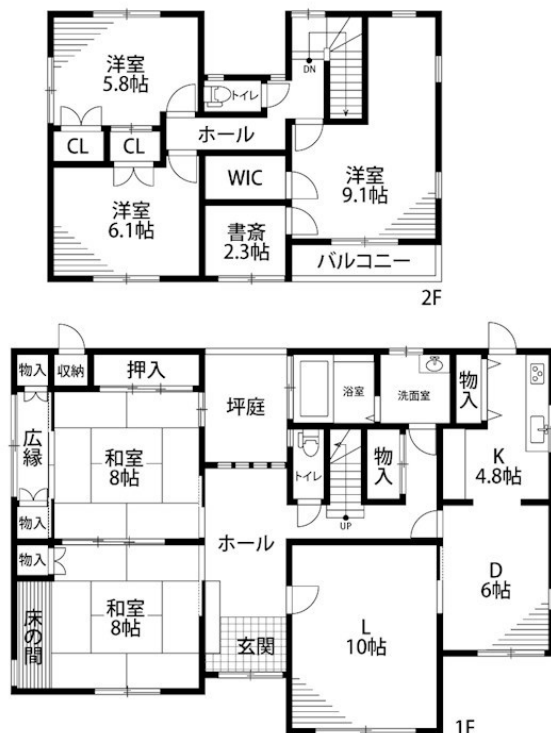 洋室
5.8帖
トイレ
DN
ホール
CL
CL
WIC
洋室
9.1帖
洋室
6.1帖
書斎
2.3帖
バルコニー
2F
物入
収納
押入
坪庭
浴室
洗面室
物入
広縁
和室
8帖
トイレ
物入
K
4.8帖
物入
UP
ホール
物入
D
6帖
床の間
和室
8帖
玄関
L
10帖
1F